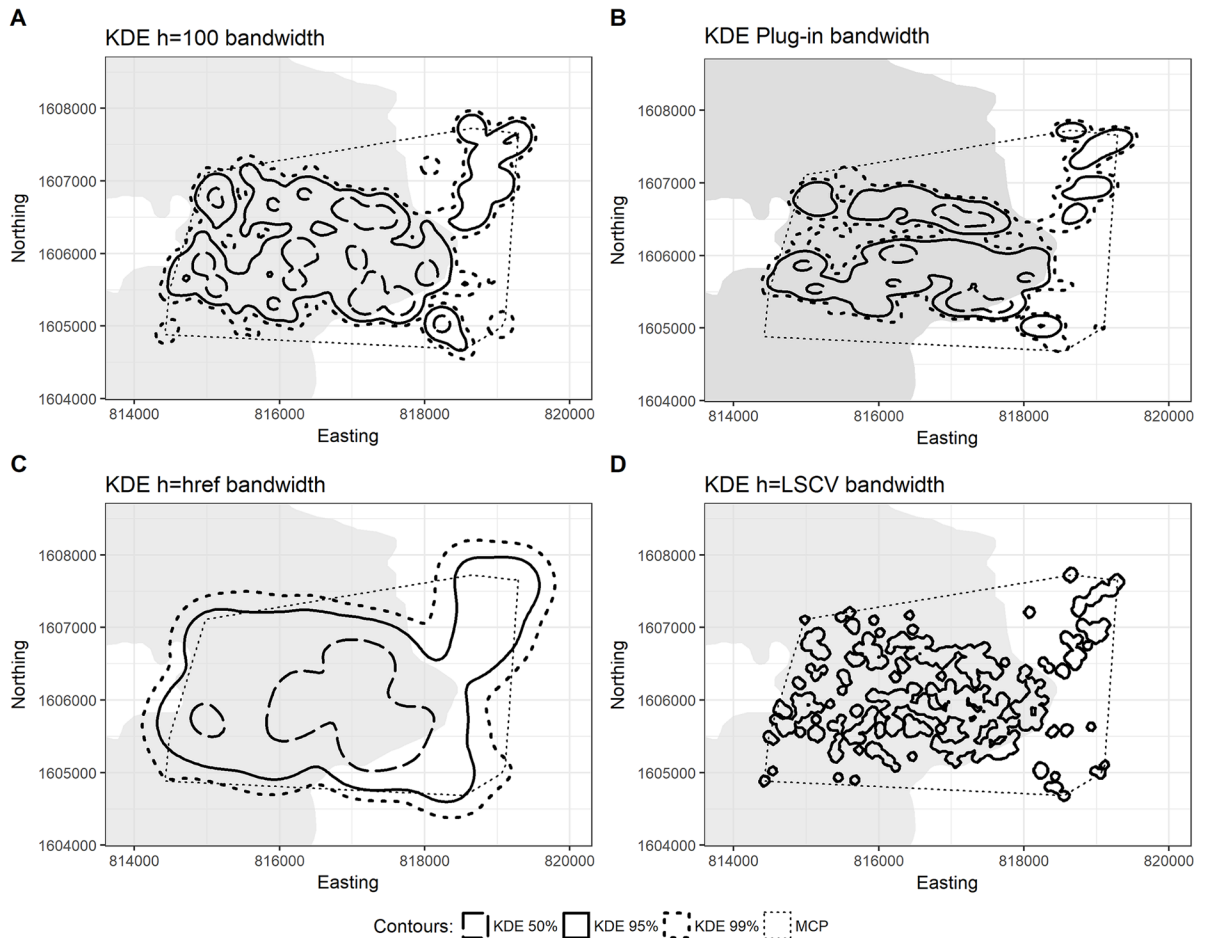 A
KDE h=100 bandwidth
Northing
1608000
1607000
1606000
1605000
1604000
814000 816000 818000 820000
Easting
B
KDE Plug-in bandwidth
Northing
1608000
1607000
1606000
1605000
1604000
814000 816000 818000 820000
Easting
C
KDE h=href bandwidth
Northing
1608000
1607000
1606000
1605000
1604000
814000 816000 818000 820000
Easting
D
KDE h=LSCV bandwidth
Northing
1608000
1607000
1606000
1605000
1604000
814000 816000 818000 820000
Easting
Contours: KDE 50% KDE 95% KDE 99% MCP